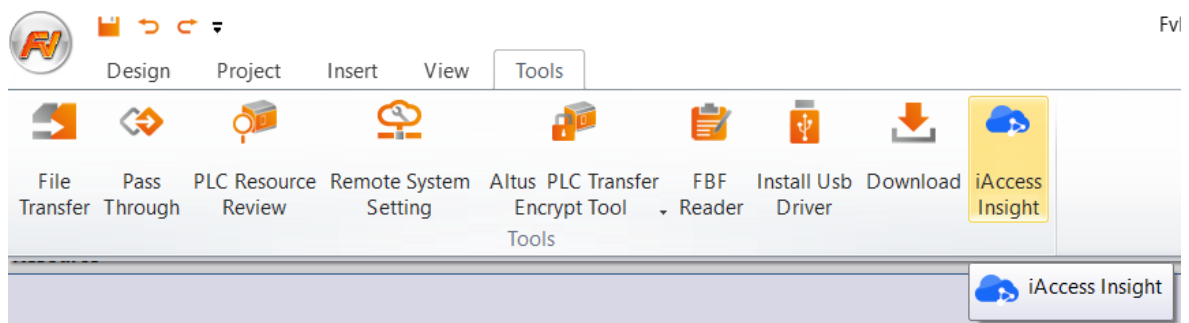 FV
Fvl
Design Project Insert View Tools
File Transfer
Pass Through
PLC Resource Review
Remote System Setting
Altus PLC Transfer Encrypt Tool
FBF Reader
Install Usb Driver
Download
iAccess Insight
Tools
iAccess Insight